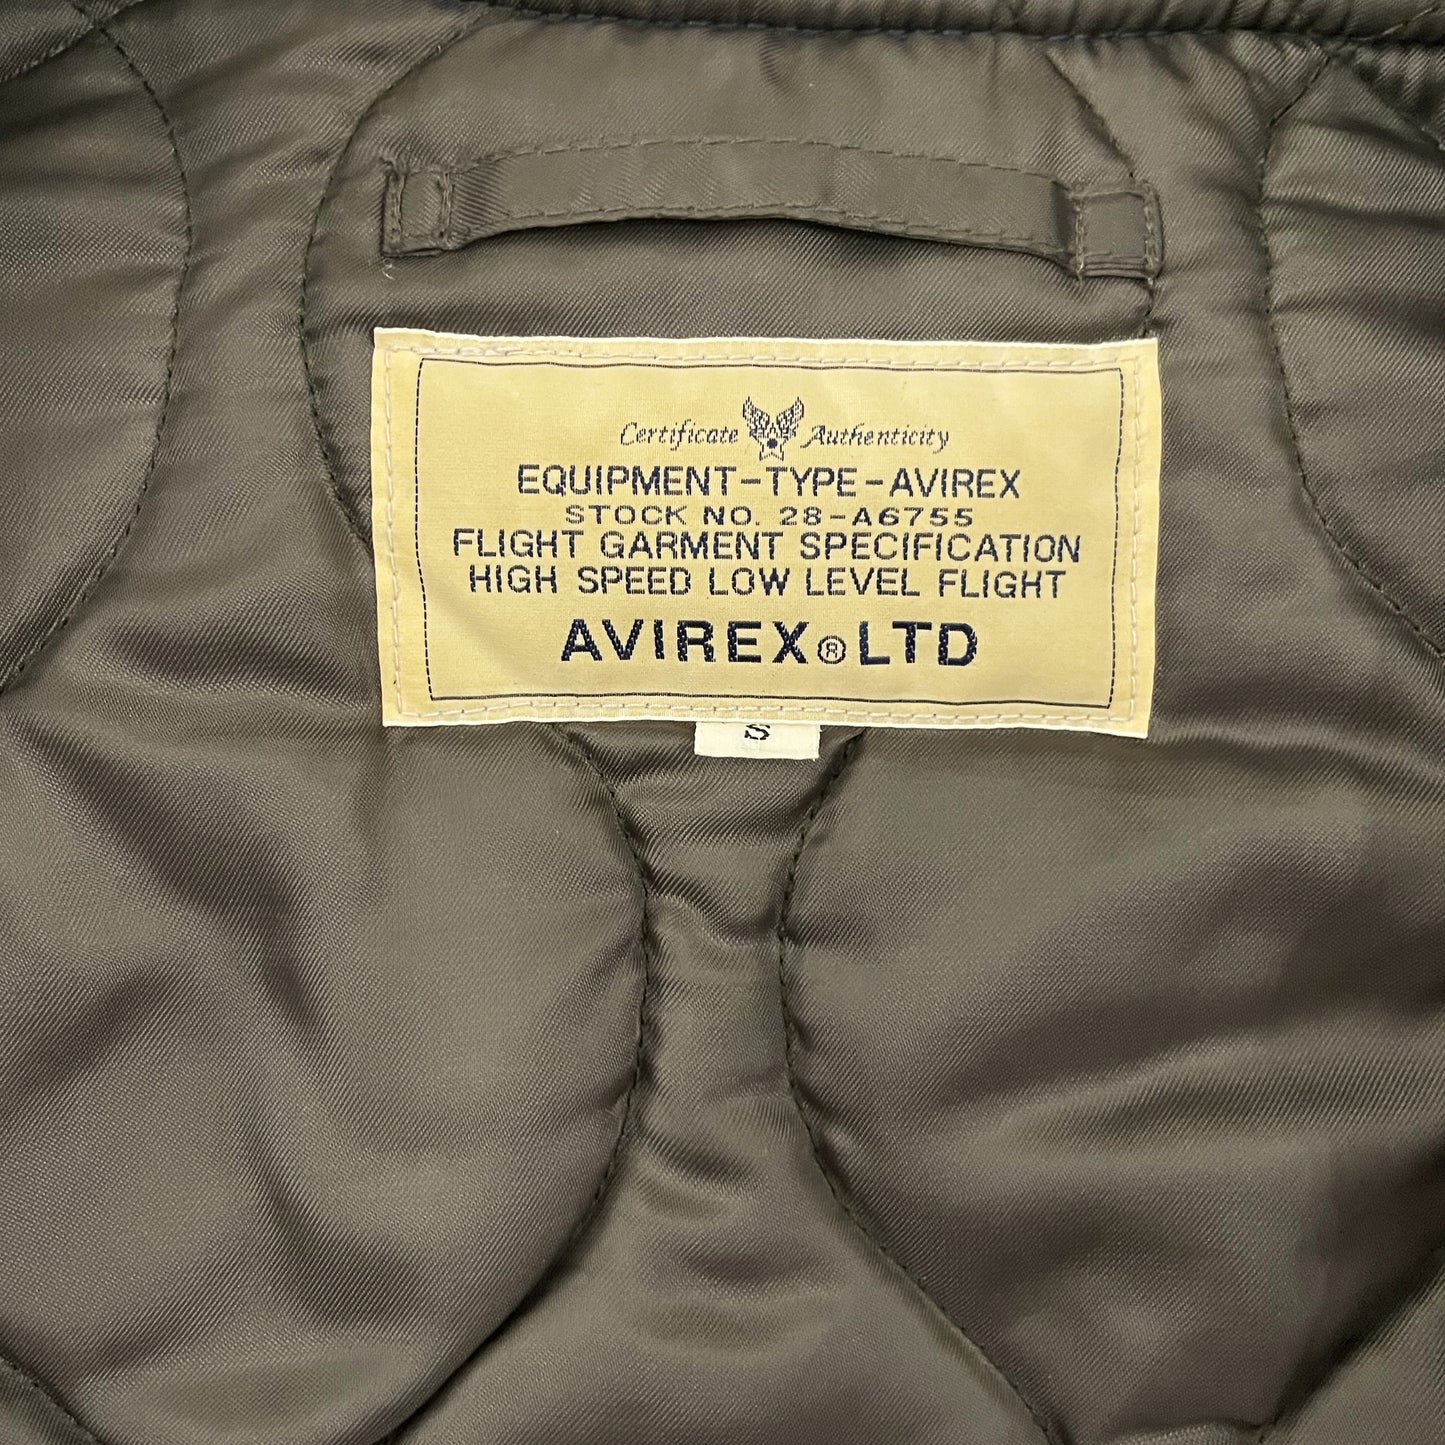 Certificate Authenticity
EQUIPMENT-TYPE-AVIREX
STOCK NO. 28-A6755
FLIGHT GARMENT SPECIFICATION
HIGH SPEED LOW LEVEL FLIGHT
AVIREX® LTD
S